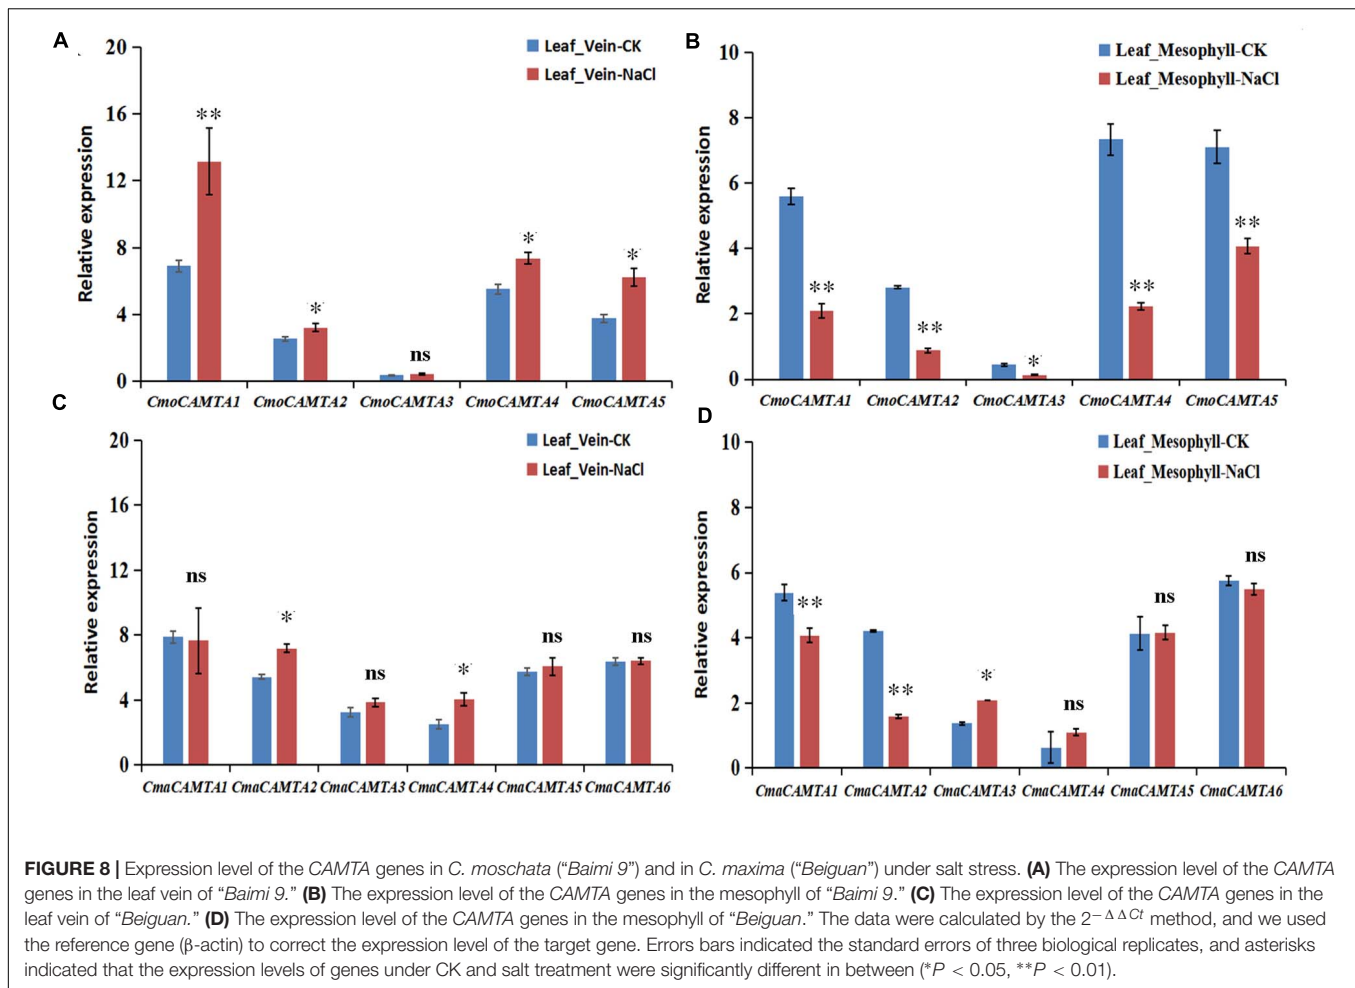 A
20
16
12
8
4
0
Relative expression
Leaf_Vein-CK
Leaf_Vein-NaCl
**
*
ns
*
*
CmoCAMTA1 CmoCAMTA2 CmoCAMTA3 CmoCAMTA4 CmoCAMTA5
B
10
8
6
4
2
0
Relative expression
Leaf_Mesophyll-CK
Leaf_Mesophyll-NaCl
**
**
*
**
**
CmoCAMTA1 CmoCAMTA2 CmoCAMTA3 CmoCAMTA4 CmoCAMTA5
C
20
16
12
8
4
0
Relative expression
Leaf_Vein-CK
Leaf_Vein-NaCl
ns
*
ns
*
ns
ns
CmaCAMTA1 CmaCAMTA2 CmaCAMTA3 CmaCAMTA4 CmaCAMTA5 CmaCAMTA6
D
10
8
6
4
2
0
Relative expression
Leaf_Mesophyll-CK
Leaf_Mesophyll-NaCl
**
**
*
ns
ns
ns
CmaCAMTA1 CmaCAMTA2 CmaCAMTA3 CmaCAMTA4 CmaCAMTA5 CmaCAMTA6
FIGURE 8 | Expression level of the CAMTA genes in C. moschata (“Baimi 9”) and in C. maxima (“Beiguan”) under salt stress. (A) The expression level of the CAMTA
genes in the leaf vein of “Baimi 9.” (B) The expression level of the CAMTA genes in the mesophyll of “Baimi 9.” (C) The expression level of the CAMTA genes in the
leaf vein of “Beiguan.” (D) The expression level of the CAMTA genes in the mesophyll of “Beiguan.” The data were calculated by the 2−ΔΔCt method, and we used
the reference gene (β-actin) to correct the expression level of the target gene. Errors bars indicated the standard errors of three biological replicates, and asterisks
indicated that the expression levels of genes under CK and salt treatment were significantly different in between (*P < 0.05, **P < 0.01).